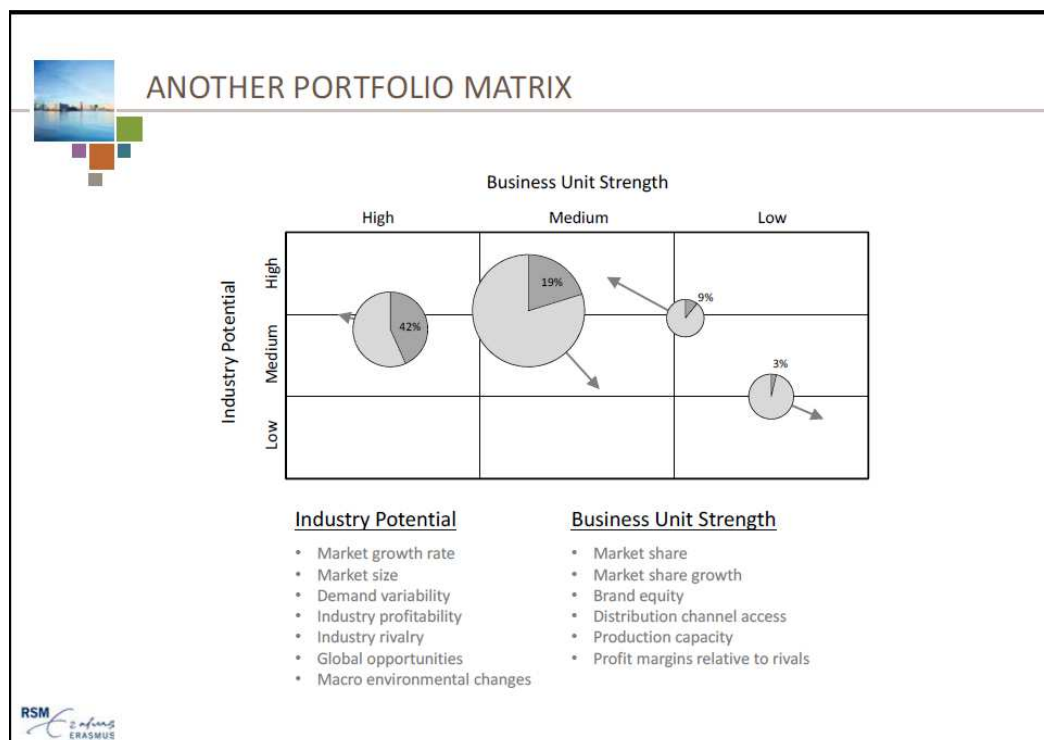 ANOTHER PORTFOLIO MATRIX
Business Unit Strength
High Medium Low
Industry Potential
High
Medium
Low
42%
19%
9%
3%
Industry Potential
• Market growth rate
• Market size
• Demand variability
• Industry profitability
• Industry rivalry
• Global opportunities
• Macro environmental changes
Business Unit Strength
• Market share
• Market share growth
• Brand equity
• Distribution channel access
• Production capacity
• Profit margins relative to rivals
RSM
ERASMUS